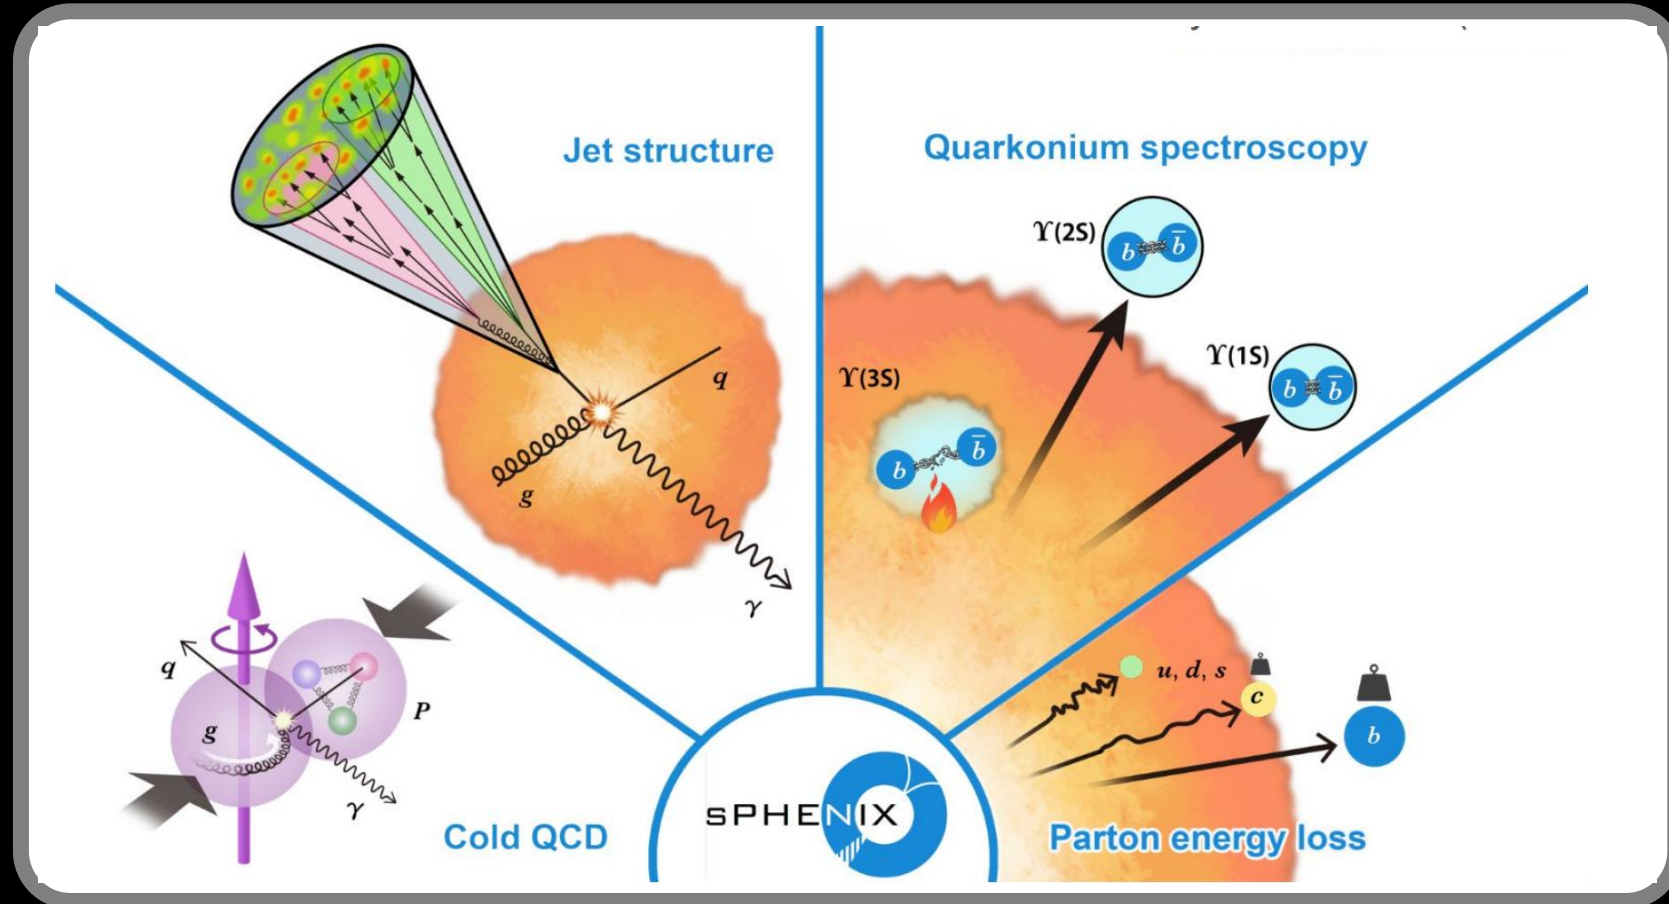 Jet structure
q
g
γ
Quarkonium spectroscopy
ϒ(2S)
b b̄
ϒ(1S)
b b̄
ϒ(3S)
b b̄
q
g
P
γ
Cold QCD
sPHENIX
u, d, s
c
b
Parton energy loss